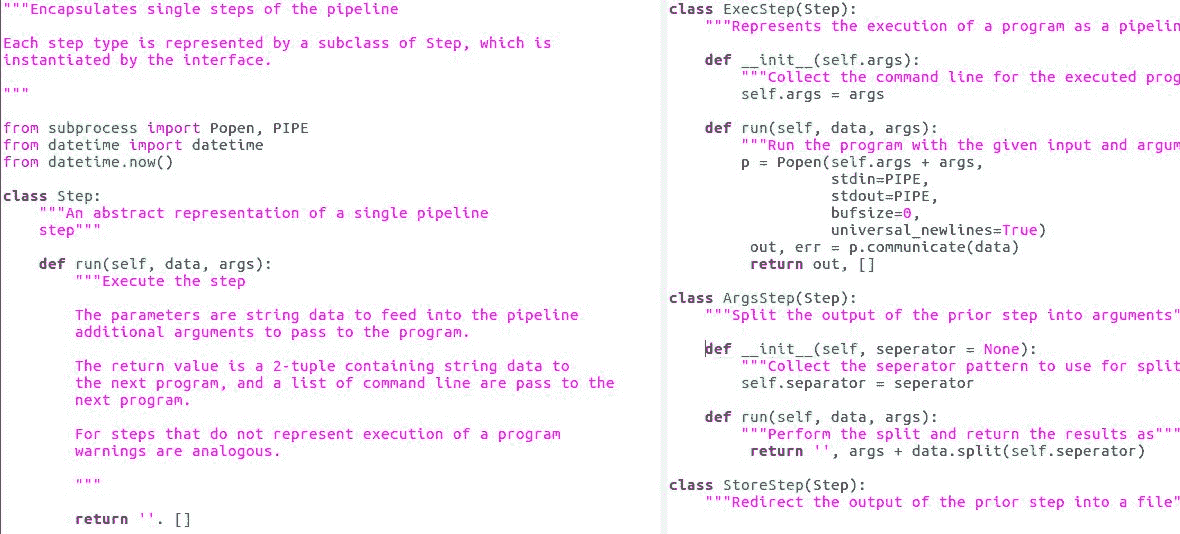 """Encapsulates single steps of the pipeline
Each step type is represented by a subclass of Step, which is
instantiated by the interface.
"""
from subprocess import Popen, PIPE
from datetime import datetime
from datetime.now()
class Step:
"""An abstract representation of a single pipeline
step"""
def run(self, data, args):
"""Execute the step
The parameters are string data to feed into the pipeline
additional arguments to pass to the program.
The return value is a 2-tuple containing string data to
the next program, and a list of command line are pass to the
next program.
For steps that do not represent execution of a program
warnings are analogous.
"""
return ''. []
class ExecStep(Step):
"""Represents the execution of a program as a pipelin
def __init__(self.args):
"""Collect the command line for the executed prog
self.args = args
def run(self, data, args):
"""Run the program with the given input and argum
p = Popen(self.args + args,
stdin=PIPE,
stdout=PIPE,
bufsize=0,
universal_newlines=True)
out, err = p.communicate(data)
return out, []
class ArgsStep(Step):
"""Split the output of the prior step into arguments"
def __init__(self, seperator = None):
"""Collect the seperator pattern to use for split
self.separator = seperator
def run(self, data, args):
"""Perform the split and return the results as"""
return '', args + data.split(self.seperator)
class StoreStep(Step):
"""Redirect the output of the prior step into a file"